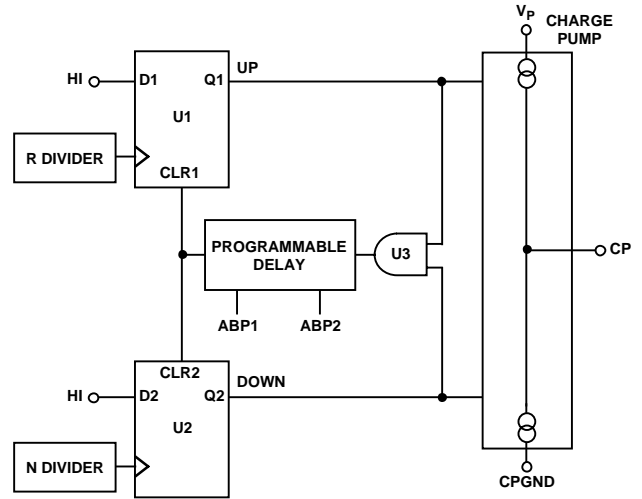 VP
CHARGE
PUMP
HI
D1
Q1
UP
U1
R DIVIDER
CLR1
PROGRAMMABLE
DELAY
U3
CP
ABP1
ABP2
CLR2
DOWN
HI
D2
Q2
U2
N DIVIDER
CPGND